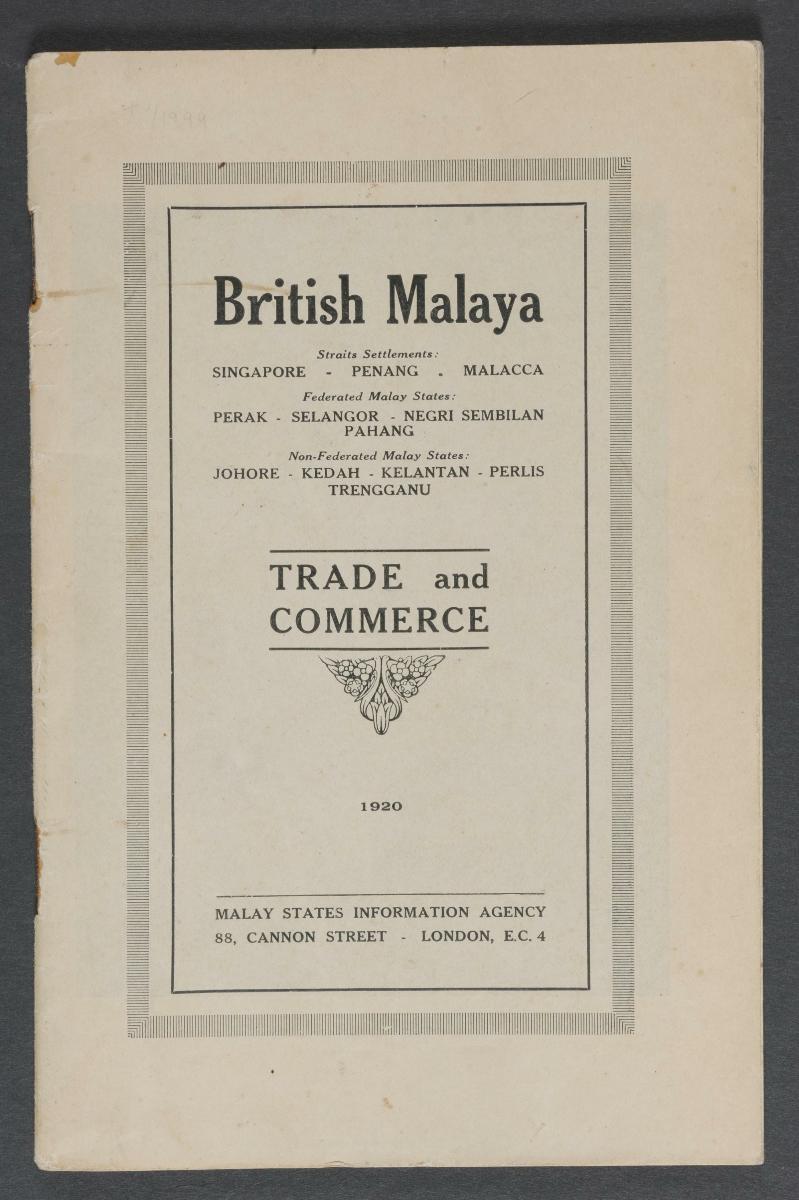 British Malaya
Straits Settlements:
SINGAPORE - PENANG - MALACCA
Federated Malay States:
PERAK - SELANGOR - NEGRI SEMBILAN
PAHANG
Non-Federated Malay States:
JOHORE - KEDAH - KELANTAN - PERLIS
TRENGGANU
TRADE and
COMMERCE
1920
MALAY STATES INFORMATION AGENCY
88, CANNON STREET - LONDON, E.C. 4